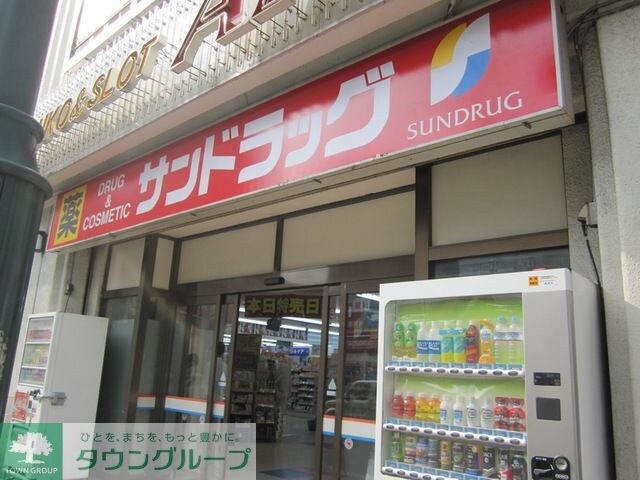 KO & SLOT
A
薬
DRUG
&
COSMETIC
サンドラッグ
SUNDRUG
本日特売日
TOWN GROUP
ひとを、まちを、もっと豊かに。
タウングループ